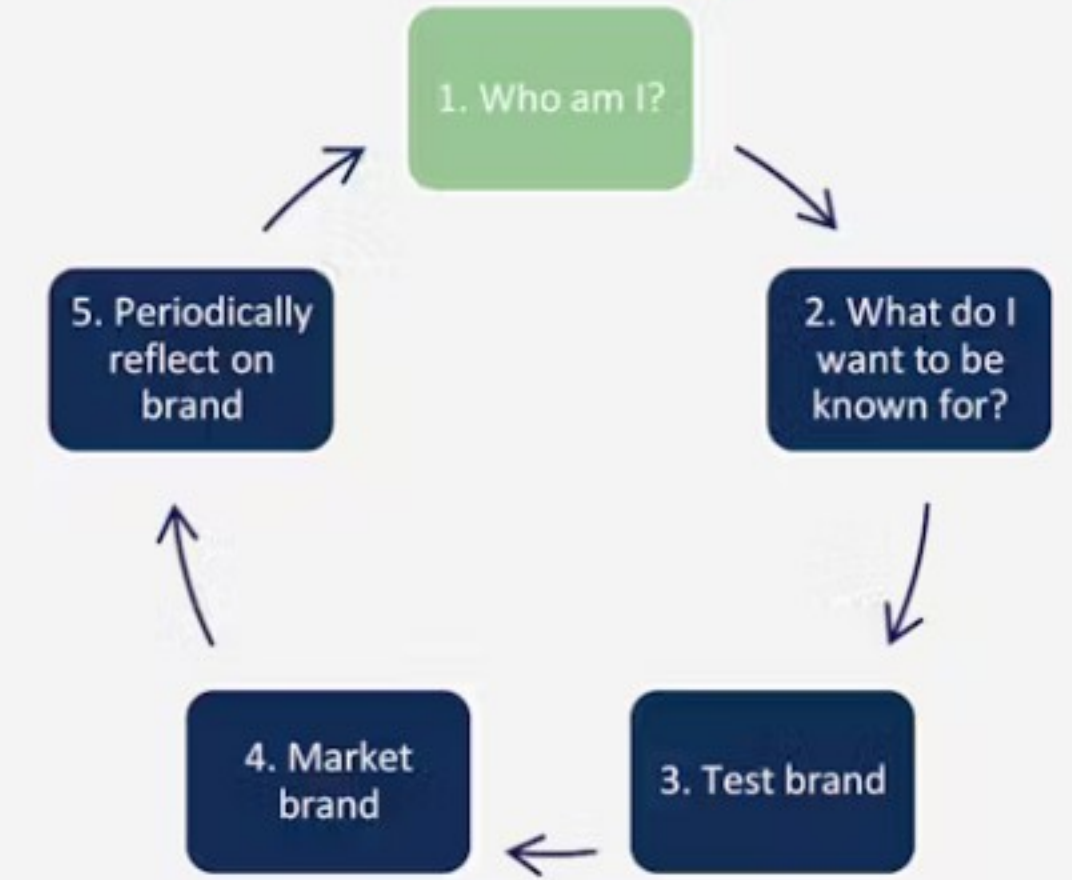 1. Who am I?
2. What do I
want to be
known for?
3. Test brand
4. Market
brand
5. Periodically
reflect on
brand